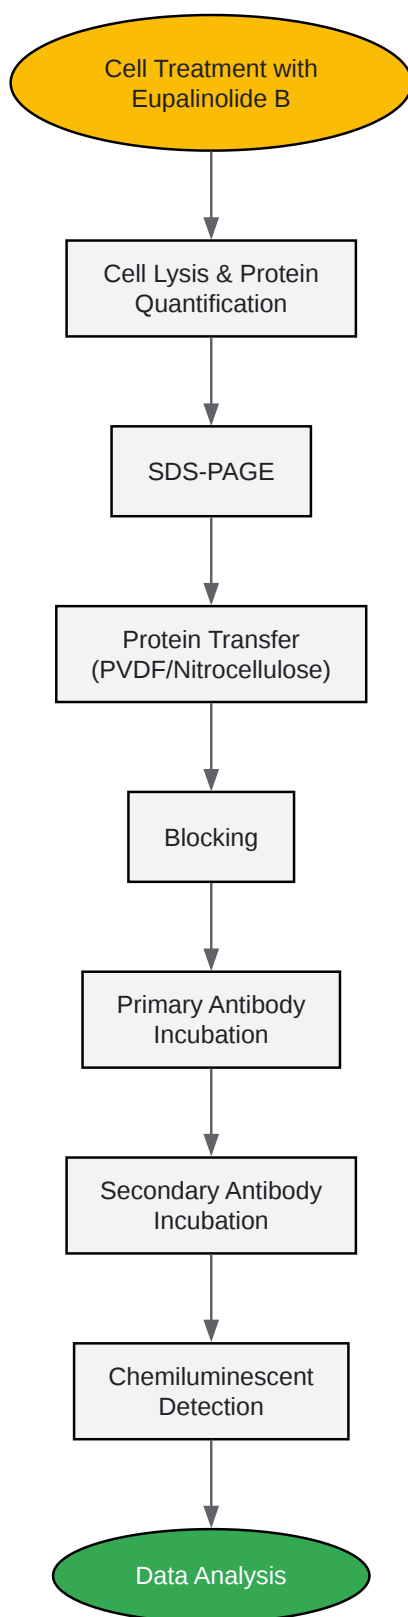 Cell Treatment with
Eupalinolide B
Cell Lysis & Protein
Quantification
SDS-PAGE
Protein Transfer
(PVDF/Nitrocellulose)
Blocking
Primary Antibody
Incubation
Secondary Antibody
Incubation
Chemiluminescent
Detection
Data Analysis